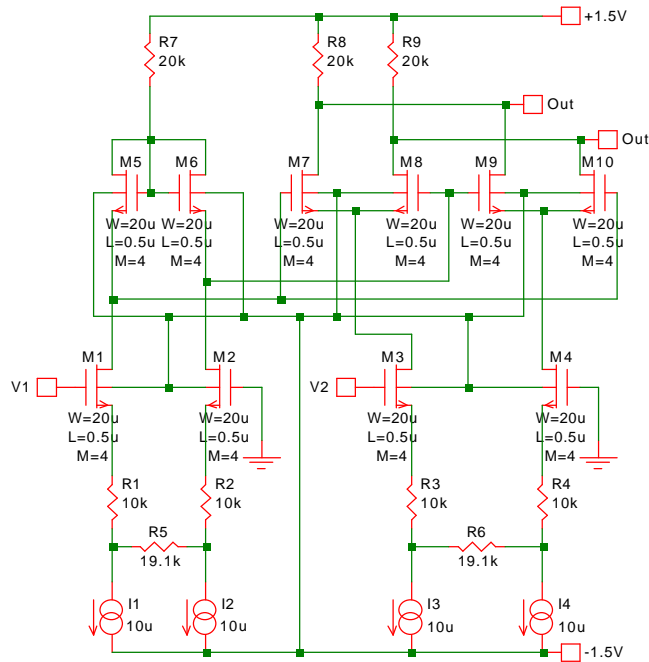 +1.5V
R7
20k
R8
20k
R9
20k
Out
Out
M5
M6
M7
M8
M9
M10
W=20u
L=0.5u
M=4
W=20u
L=0.5u
M=4
W=20u
L=0.5u
M=4
W=20u
L=0.5u
M=4
W=20u
L=0.5u
M=4
W=20u
L=0.5u
M=4
V1
M1
M2
V2
M3
M4
W=20u
L=0.5u
M=4
W=20u
L=0.5u
M=4
W=20u
L=0.5u
M=4
W=20u
L=0.5u
M=4
R1
10k
R2
10k
R3
10k
R4
10k
R5
19.1k
R6
19.1k
I1
10u
I2
10u
I3
10u
I4
10u
-1.5V